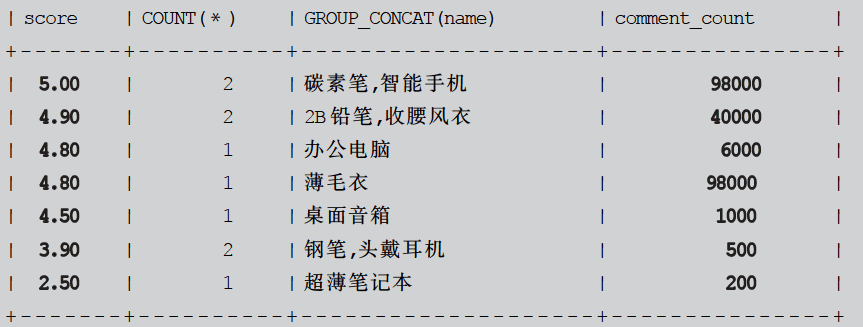 | score | COUNT(*) | GROUP_CONCAT(name) | comment_count |
+-------+----------+--------------------+---------------+
| 5.00 | 2 | 碳素笔,智能手机 | 98000 |
| 4.90 | 2 | 2B铅笔,收腰风衣 | 40000 |
| 4.80 | 1 | 办公电脑 | 6000 |
| 4.80 | 1 | 薄毛衣 | 98000 |
| 4.50 | 1 | 桌面音箱 | 1000 |
| 3.90 | 2 | 钢笔,头戴耳机 | 500 |
| 2.50 | 1 | 超薄笔记本 | 200 |
+-------+----------+--------------------+---------------+